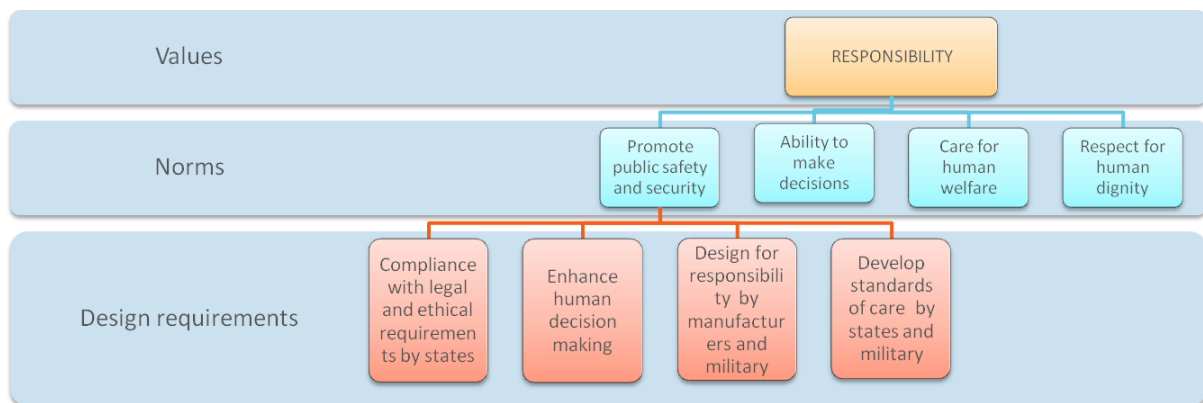 Values
RESPONSIBILITY
Norms
Promote
public safety
and security
Ability to
make
decisions
Care for
human
welfare
Respect for
human
dignity
Design requirements
Compliance
with legal
and ethical
requiremen
ts by states
Enhance
human
decision
making
Design for
responsibili
ty by
manufactur
ers and
military
Develop
standards
of care by
states and
military